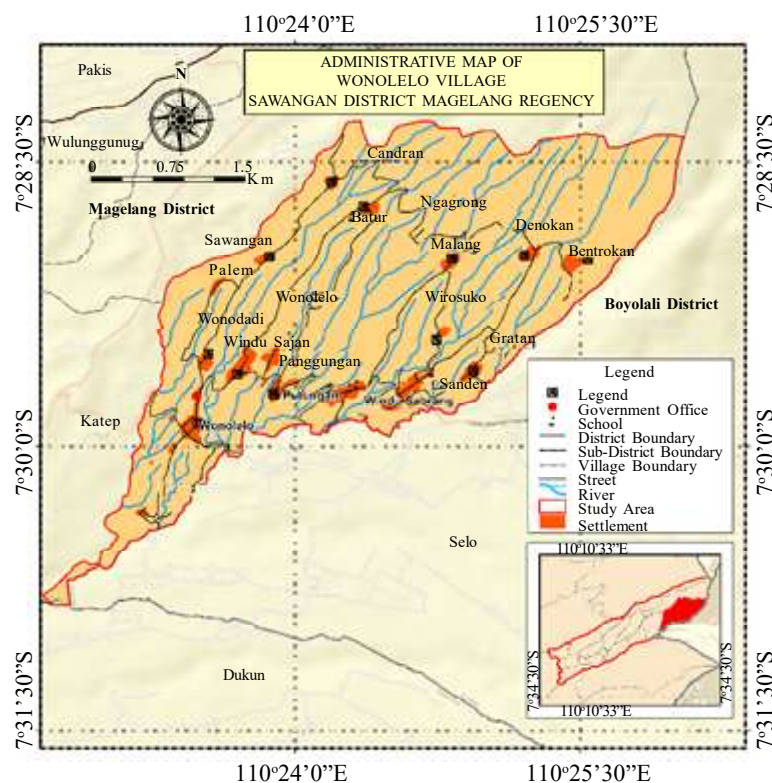 110°24'0"E 110°25'30"E
Pakis
N
ADMINISTRATIVE MAP OF
WONOLELO VILLAGE
SAWANGAN DISTRICT MAGELANG REGENCY
Wulunggunug
7°28'30"S
7°28'30"S
0 0.75 1.5
Km
Candran
Magelang District
Batur
Ngagrong
Denokan
Sawangan
Malang
Bentrokan
Palem
Wonolelo
Wirosuko
Boyolali District
Wonodadi
Windu Sajan
Gratan
Panggungan
Sanden
Katep
Wonolelo
7°30'0"S
7°30'0"S
Legend
Legend
Government Office
School
District Boundary
Sub-District Boundary
Village Boundary
Street
River
Study Area
Settlement
Selo
Dukun
110°10'33"E
7°34'30"S
7°34'30"S
110°10'33"E
7°31'30"S
7°31'30"S
110°24'0"E 110°25'30"E